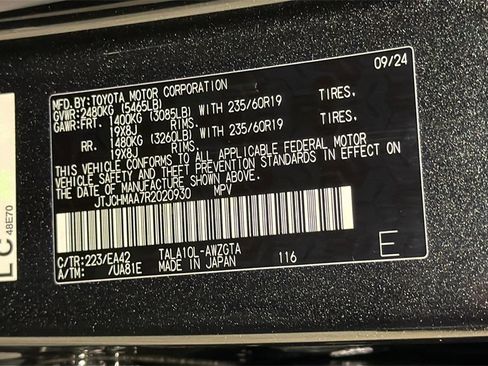 MFD.BY:TOYOTA MOTOR CORPORATION 09/24
GVWR:2480KG (5465LB)
GAWR:FRT. 1400KG (3085LB) WITH 235/60R19 TIRES,
19X8J RIMS,
RR. 1480KG (3260LB) WITH 235/60R19 TIRES,
19X8J RIMS,
THIS VEHICLE CONFORMS TO ALL APPLICABLE FEDERAL MOTOR
VEHICLE SAFETY AND THEFT PREVENTION STANDARDS IN EFFECT ON
THE DATE OF MANUFACTURE SHOWN ABOVE.
JTJCHMAA7R2020930 MPV
C/TR:223/EA42 TALA10L-AWZGTA
A/TM: /UA81E MADE IN JAPAN 116
E
LC
48E70